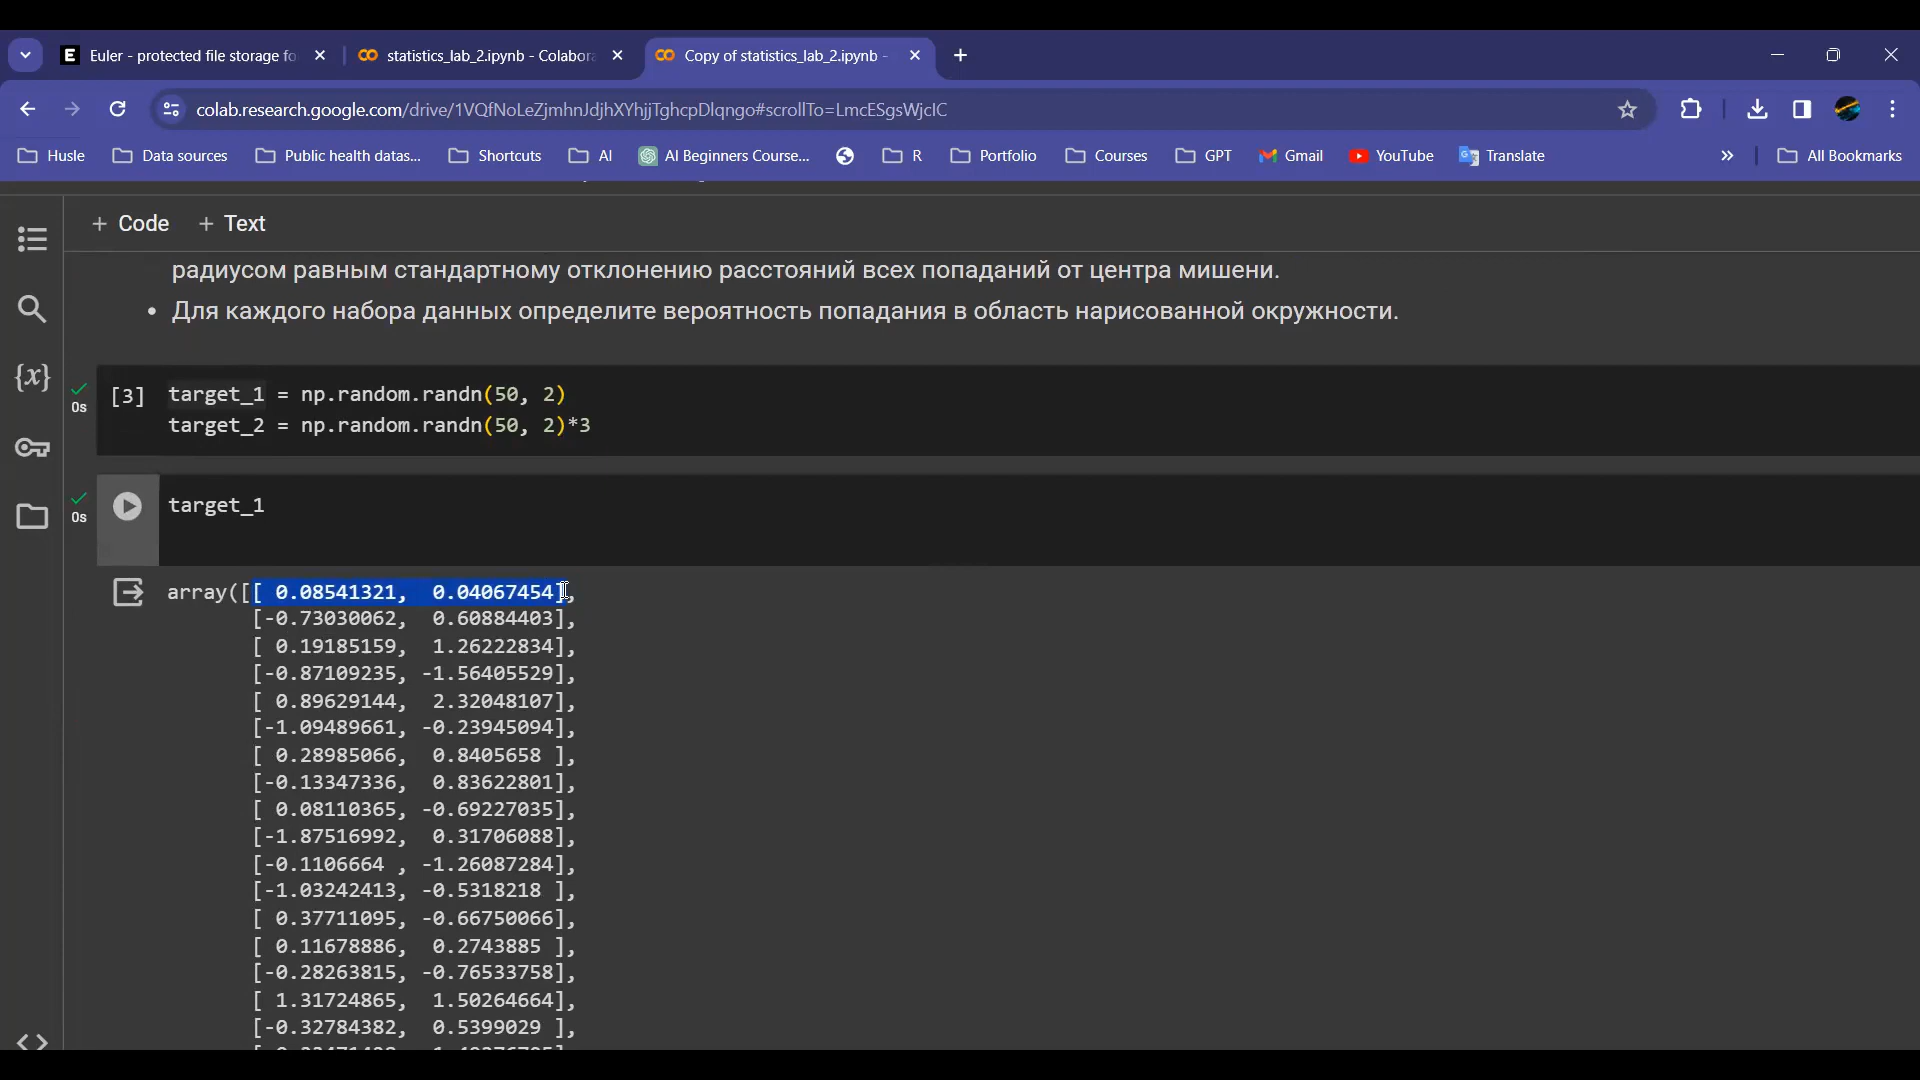 Euler - protected file storage fo
statistics_lab_2.ipynb - Colabora
Copy of statistics_lab_2.ipynb -
colab.research.google.com/drive/1VQfNoLeZjmhnJdjhXYhjjTghcpDlqngo#scrollTo=LmcESgsWjcIC
Husle
Data sources
Public health datas...
Shortcuts
AI
AI Beginners Course...
R
Portfolio
Courses
GPT
Gmail
YouTube
Translate
»
All Bookmarks
+ Code + Text
радиусом равным стандартному отклонению расстояний всех попаданий от центра мишени.
• Для каждого набора данных определите вероятность попадания в область нарисованной окружности.
{x}
0s
[3] target_1 = np.random.randn(50, 2)
target_2 = np.random.randn(50, 2)*3
0s
target_1
array([[ 0.08541321, 0.04067454],
[-0.73030062, 0.60884403],
[ 0.19185159, 1.26222834],
[-0.87109235, -1.56405529],
[ 0.89629144, 2.32048107],
[-1.09489661, -0.23945094],
[ 0.28985066, 0.8405658 ],
[-0.13347336, 0.83622801],
[ 0.08110365, -0.69227035],
[-1.87516992, 0.31706088],
[-0.1106664 , -1.26087284],
[-1.03242413, -0.5318218 ],
[ 0.37711095, -0.66750066],
[ 0.11678886, 0.2743885 ],
[-0.28263815, -0.76533758],
[ 1.31724865, 1.50264664],
[-0.32784382, 0.5399029 ],